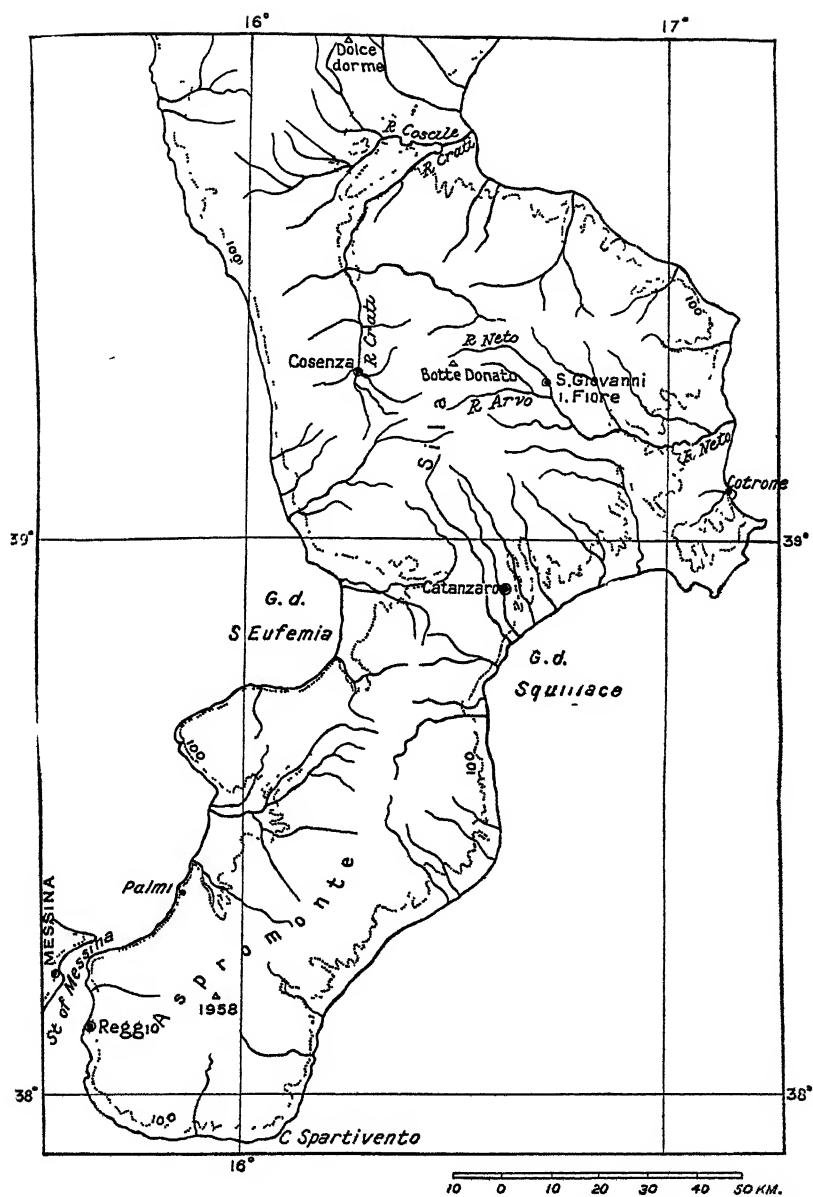 16°
17°
Dolce
dorme
R Coscile
R Crati
100
100
R Crati
R Neto
Cosenza
Botte Donato
S. Giovanni
i. Fiore
R Arvo
Sila
R. Neto
Cotrone
39°
39°
Catanzaro
G. d.
S Eufemia
G. d.
Squillace
100
100
Palmi
Aspromonte
MESSINA
St of Messina
1958
Reggio
38°
38°
100
C Spartivento
16°
10 0 10 20 30 40 50 KM.